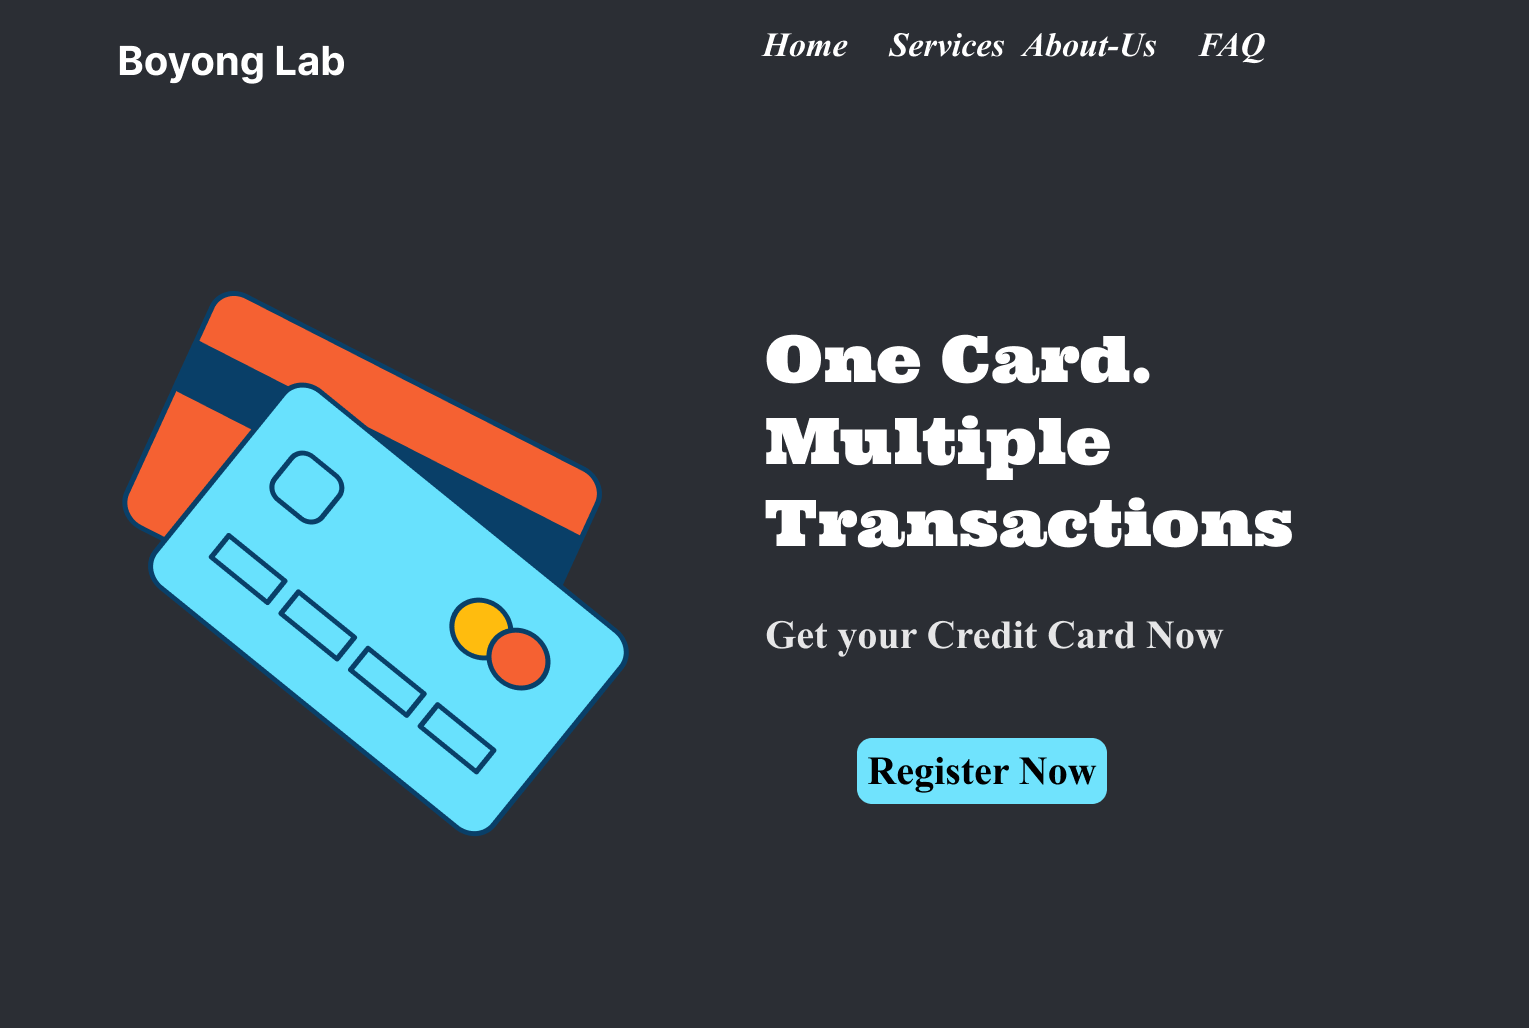 Boyong Lab
Home Services About-Us FAQ
One Card.
Multiple
Transactions
Get your Credit Card Now
Register Now